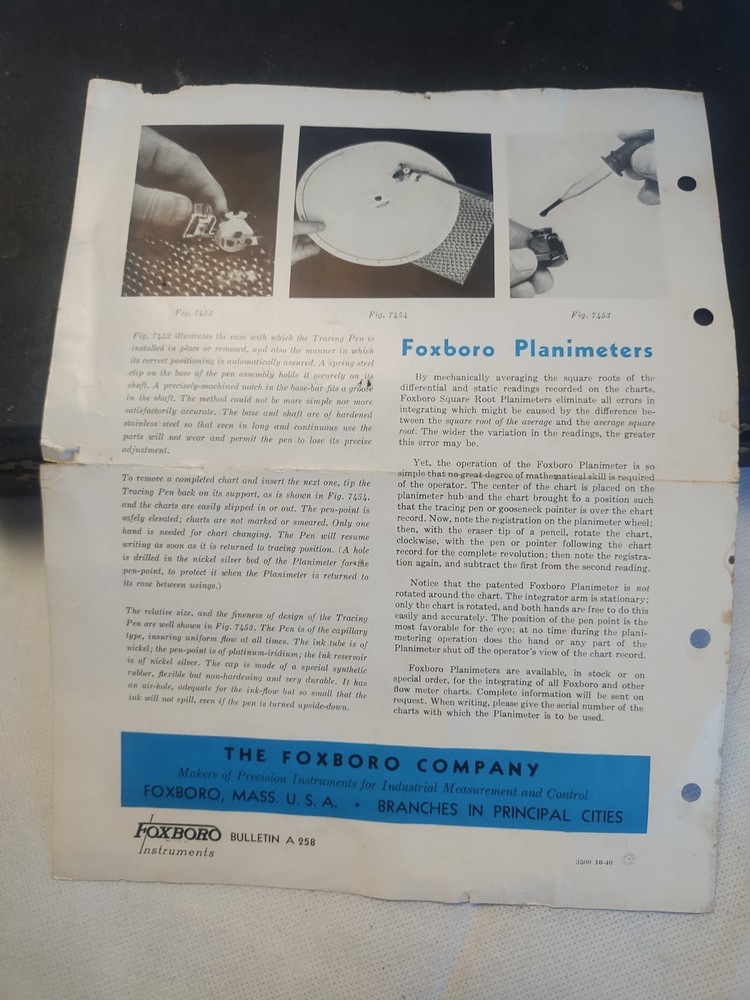 Fig. 7452
Fig. 7454
Fig. 7453
Fig. 7452 illustrates the ease with which the Tracing Pen is
installed in place or removed, and also the manner in which
its correct positioning is automatically assured. A spring steel
clip on the base of the pen assembly holds it securely on its
shaft. A precisely-machined notch in the base-bar fits a groove
in the shaft. The method could not be more simple nor more
satisfactorily accurate. The base and shaft are of hardened
stainless steel so that even in long and continuous use the
parts will not wear and permit the pen to lose its precise
adjustment.
To remove a completed chart and insert the next one, tip the
Tracing Pen back on its support, as is shown in Fig. 7454,
and the charts are easily slipped in or out. The pen-point is
safely elevated; charts are not marked or smeared. Only one
hand is needed for chart changing. The Pen will resume
writing as soon as it is returned to tracing position. (A hole
is drilled in the nickel silver bed of the Planimeter for the
pen-point, to protect it when the Planimeter is returned to
its case between usings.)
The relative size, and the fineness of design of the Tracing
Pen are well shown in Fig. 7453. The Pen is of the capillary
type, insuring uniform flow at all times. The ink tube is of
nickel; the pen-point is of platinum-iridium; the ink reservoir
is of nickel silver. The cap is made of a special synthetic
rubber, flexible but non-hardening and very durable. It has
an air-hole, adequate for the ink-flow but so small that the
ink will not spill, even if the pen is turned upside-down.
Foxboro Planimeters
By mechanically averaging the square roots of the
differential and static readings recorded on the charts,
Foxboro Square Root Planimeters eliminate all errors in
integrating which might be caused by the difference be-
tween the square root of the average and the average square
root. The wider the variation in the readings, the greater
this error may be.
Yet, the operation of the Foxboro Planimeter is so
simple that no great degree of mathematical skill is required
of the operator. The center of the chart is placed on the
planimeter hub and the chart brought to a position such
that the tracing pen or gooseneck pointer is over the chart
record. Now, note the registration on the planimeter wheel;
then, with the eraser tip of a pencil, rotate the chart,
clockwise, with the pen or pointer following the chart
record for the complete revolution; then note the registra-
tion again, and subtract the first from the second reading.
Notice that the patented Foxboro Planimeter is not
rotated around the chart. The integrator arm is stationary;
only the chart is rotated, and both hands are free to do this
easily and accurately. The position of the pen point is the
most favorable for the eye; at no time during the plani-
metering operation does the hand or any part of the
Planimeter shut off the operator's view of the chart record.
Foxboro Planimeters are available, in stock or on
special order, for the integrating of all Foxboro and other
flow meter charts. Complete information will be sent on
request. When writing, please give the serial number of the
charts with which the Planimeter is to be used.
THE FOXBORO COMPANY
Makers of Precision Instruments for Industrial Measurement and Control
FOXBORO, MASS. U. S. A. • BRANCHES IN PRINCIPAL CITIES
FOXBORO BULLETIN A 258
Instruments
3500 10-40